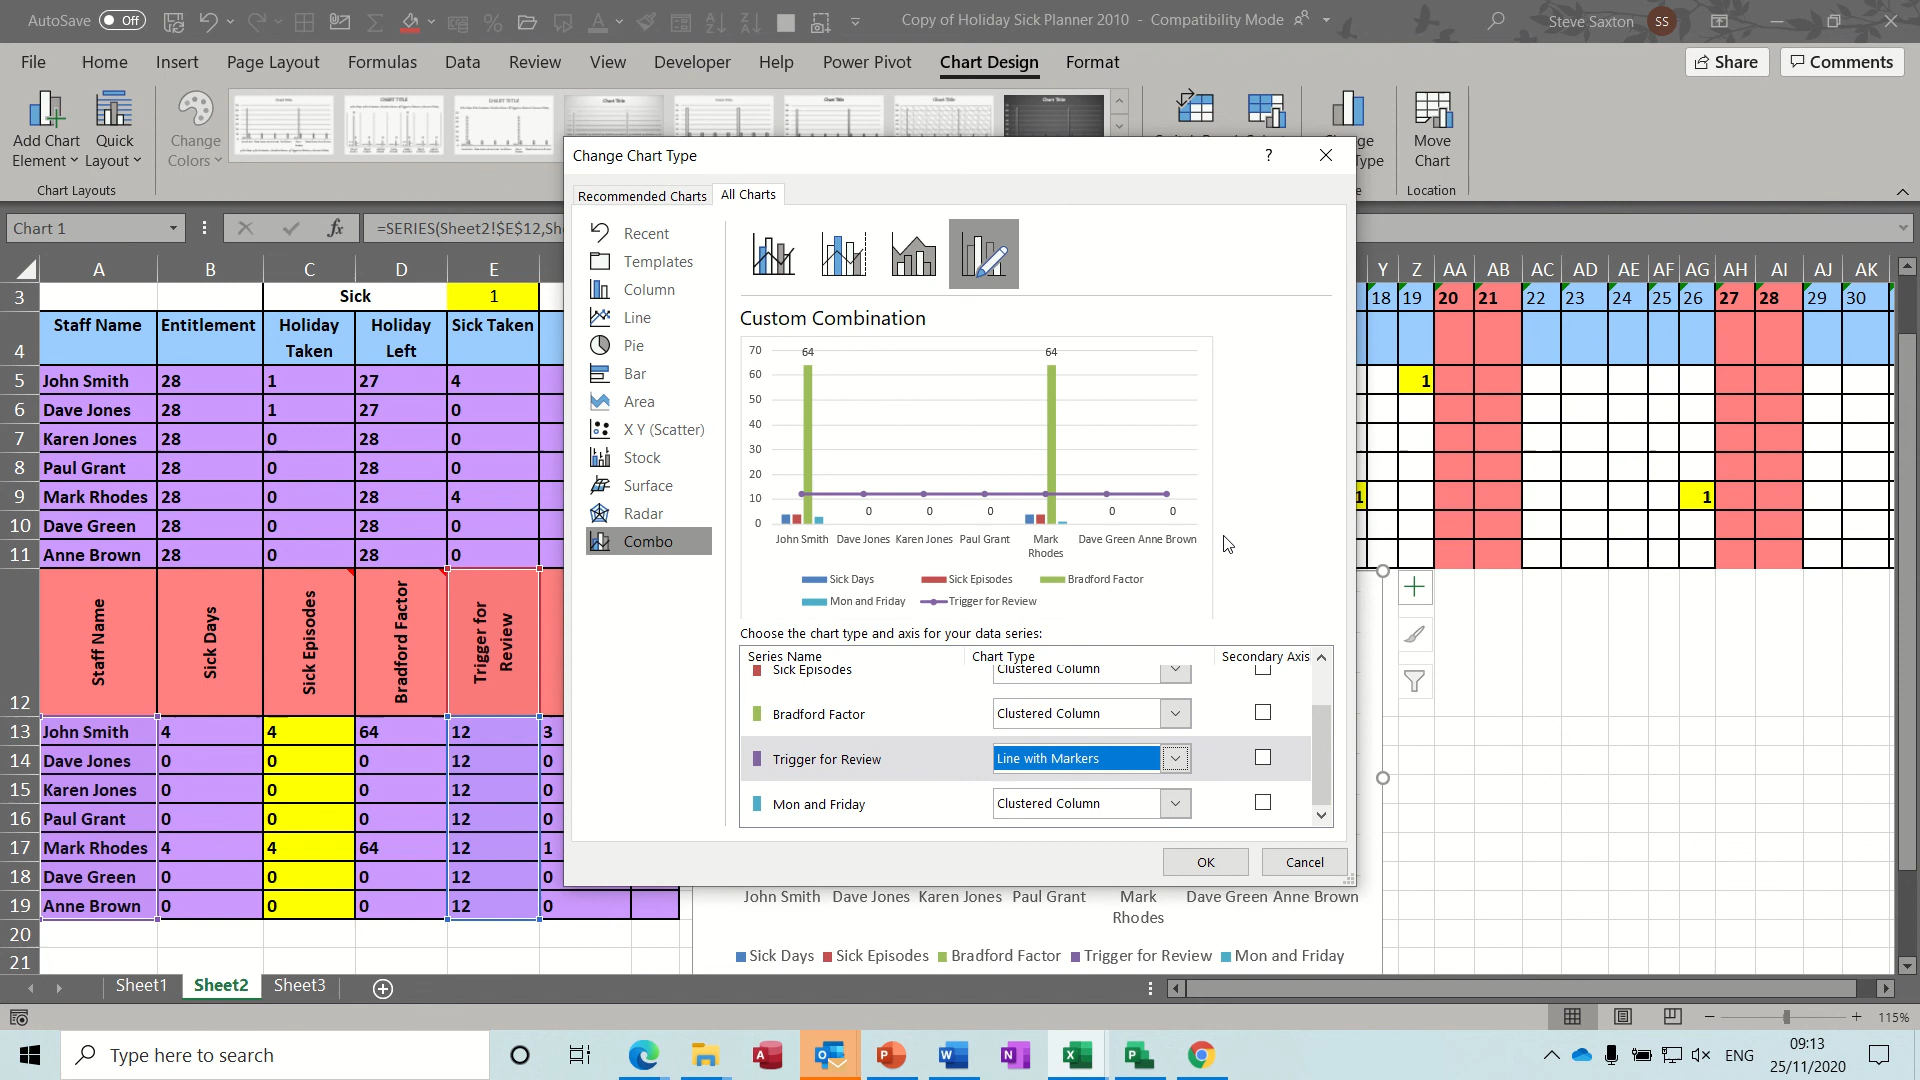 AutoSave Off Copy of Holiday Sick Planner 2010 - Compatibility Mode Steve Saxton SS
File Home Insert Page Layout Formulas Data Review View Developer Help Power Pivot Chart Design Format Share Comments
Add Chart Element
Quick Layout
Change Colors
Chart Layouts
Move Chart
Location
Chart 1
fx =SERIES(Sheet2!$E$12,Sh
A B C D E Y Z AA AB AC AD AE AF AG AH AI AJ AK
3 Sick 1 18 19 20 21 22 23 24 25 26 27 28 29 30
4 Staff Name Entitlement Holiday Taken Holiday Left Sick Taken
5 John Smith 28 1 27 4 1
6 Dave Jones 28 1 27 0
7 Karen Jones 28 0 28 0
8 Paul Grant 28 0 28 0
9 Mark Rhodes 28 0 28 4 1 1
10 Dave Green 28 0 28 0
11 Anne Brown 28 0 28 0
12 Staff Name Sick Days Sick Episodes Bradford Factor Trigger for Review
13 John Smith 4 4 64 12 3
14 Dave Jones 0 0 0 12 0
15 Karen Jones 0 0 0 12 0
16 Paul Grant 0 0 0 12 0
17 Mark Rhodes 4 4 64 12 1
18 Dave Green 0 0 0 12 0
19 Anne Brown 0 0 0 12 0
20
21
Change Chart Type ?
Recommended Charts All Charts
Recent
Templates
Column
Line
Pie
Bar
Area
X Y (Scatter)
Stock
Surface
Radar
Combo
Custom Combination
70 64 64
60
50
40
30
20
10 0 0 0 0 0
0
John Smith Dave Jones Karen Jones Paul Grant Mark Rhodes Dave Green Anne Brown
Sick Days Sick Episodes Bradford Factor
Mon and Friday Trigger for Review
Choose the chart type and axis for your data series:
Series Name Chart Type Secondary Axis
Sick Episodes Clustered Column
Bradford Factor Clustered Column
Trigger for Review Line with Markers
Mon and Friday Clustered Column
OK Cancel
John Smith Dave Jones Karen Jones Paul Grant Mark Rhodes Dave Green Anne Brown
Sick Days Sick Episodes Bradford Factor Trigger for Review Mon and Friday
Sheet1 Sheet2 Sheet3
115%
Type here to search
ENG
09:13
25/11/2020